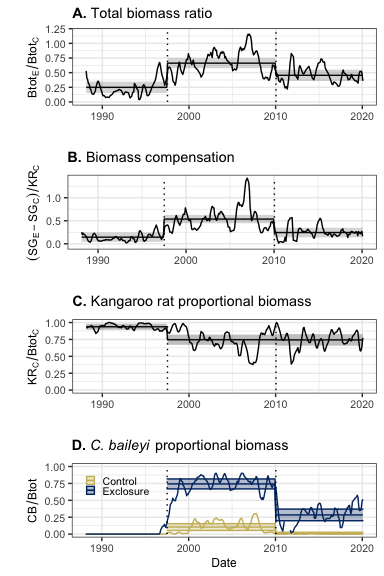 A. Total biomass ratio
BtotE/BtotC
1.25
1.00
0.75
0.50
0.25
0.00
1990 2000 2010 2020
B. Biomass compensation
(SGE − SGC)/KRC
1.0
0.5
0.0
1990 2000 2010 2020
C. Kangaroo rat proportional biomass
KRC/BtotC
1.00
0.75
0.50
0.25
0.00
1990 2000 2010 2020
D. C. baileyi proportional biomass
CB/Btot
1.00
0.75
0.50
0.25
0.00
Control
Exclosure
1990 2000 2010 2020
Date